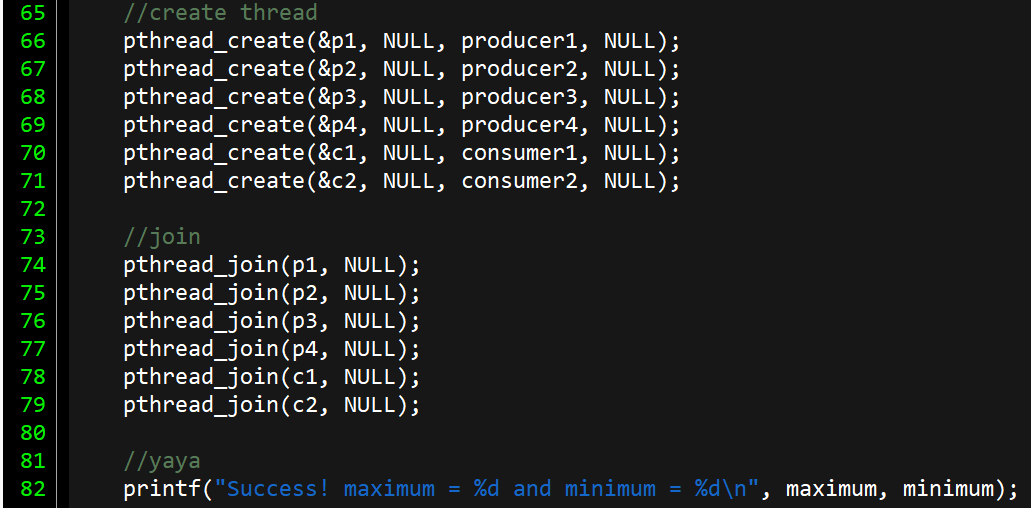 65 //create thread
66 pthread_create(&p1, NULL, producer1, NULL);
67 pthread_create(&p2, NULL, producer2, NULL);
68 pthread_create(&p3, NULL, producer3, NULL);
69 pthread_create(&p4, NULL, producer4, NULL);
70 pthread_create(&c1, NULL, consumer1, NULL);
71 pthread_create(&c2, NULL, consumer2, NULL);
72
73 //join
74 pthread_join(p1, NULL);
75 pthread_join(p2, NULL);
76 pthread_join(p3, NULL);
77 pthread_join(p4, NULL);
78 pthread_join(c1, NULL);
79 pthread_join(c2, NULL);
80
81 //yaya
82 printf("Success! maximum = %d and minimum = %d\n", maximum, minimum);